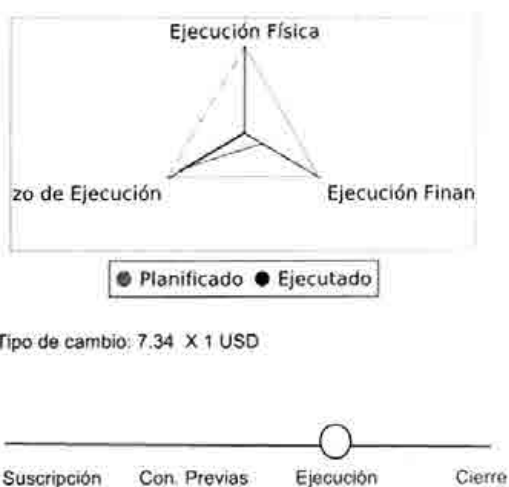 Ejecución Física
zo de Ejecución
Ejecución Finan
Planificado Ejecutado
Tipo de cambio: 7.34 X 1 USD
Suscripción Con. Previas Ejecución Cierre